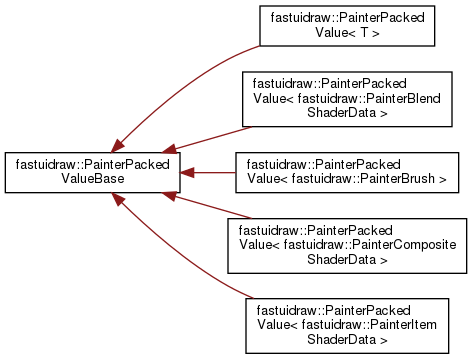 fastuidraw::PainterPacked
Value< T >
fastuidraw::PainterPacked
Value< fastuidraw::PainterBlend
ShaderData >
fastuidraw::PainterPacked
ValueBase
fastuidraw::PainterPacked
Value< fastuidraw::PainterBrush >
fastuidraw::PainterPacked
Value< fastuidraw::PainterComposite
ShaderData >
fastuidraw::PainterPacked
Value< fastuidraw::PainterItem
ShaderData >